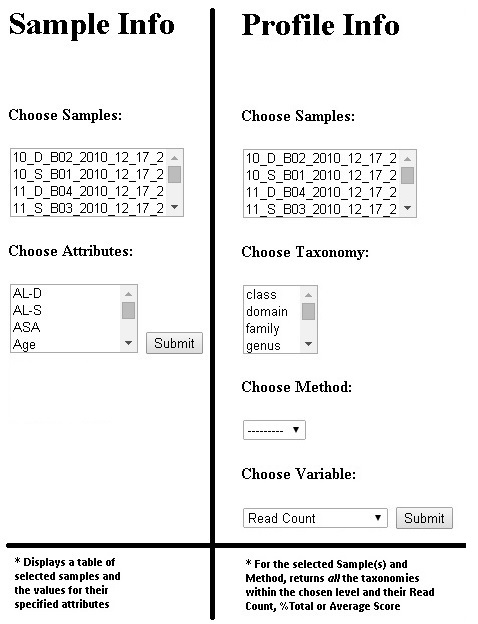 Sample Info
Choose Samples:
10_D_B02_2010_12_17_2
10_S_B01_2010_12_17_2
11_D_B04_2010_12_17_2
11_S_B03_2010_12_17_2
Choose Attributes:
AL-D
AL-S
ASA
Age
Submit
* Displays a table of
selected samples and
the values for their
specified attributes
Profile Info
Choose Samples:
10_D_B02_2010_12_17_2
10_S_B01_2010_12_17_2
11_D_B04_2010_12_17_2
11_S_B03_2010_12_17_2
Choose Taxonomy:
class
domain
family
genus
Choose Method:
---------
Choose Variable:
Read Count
Submit
* For the selected Sample(s) and
Method, returns all the taxonomies
within the chosen level and their Read
Count, %Total or Average Score